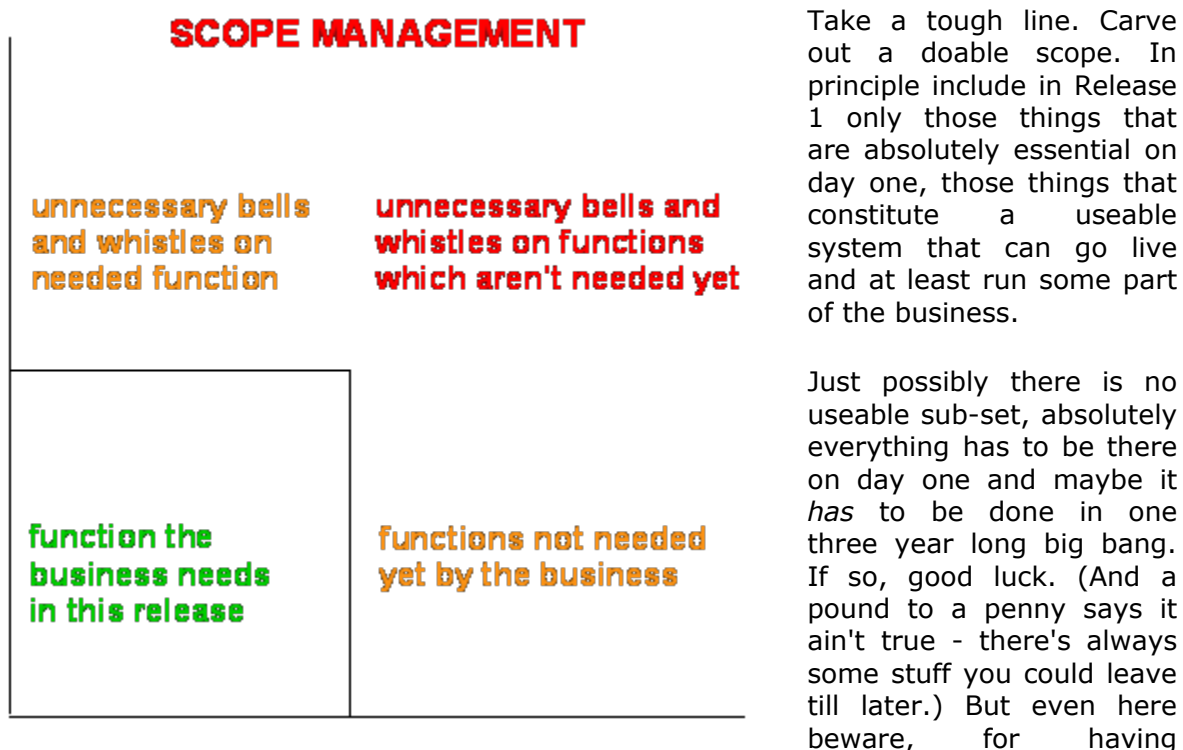 SCOPE MANAGEMENT
unnecessary bells
and whistles on
needed function
unnecessary bells and
whistles on functions
which aren't needed yet
function the
business needs
in this release
functions not needed
yet by the business
Take a tough line. Carve
out a doable scope. In
principle include in Release
1 only those things that
are absolutely essential on
day one, those things that
constitute a useable
system that can go live
and at least run some part
of the business.
Just possibly there is no
useable sub-set, absolutely
everything has to be there
on day one and maybe it
has to be done in one
three year long big bang.
If so, good luck. (And a
pound to a penny says it
ain't true - there's always
some stuff you could leave
till later.) But even here
beware, for having